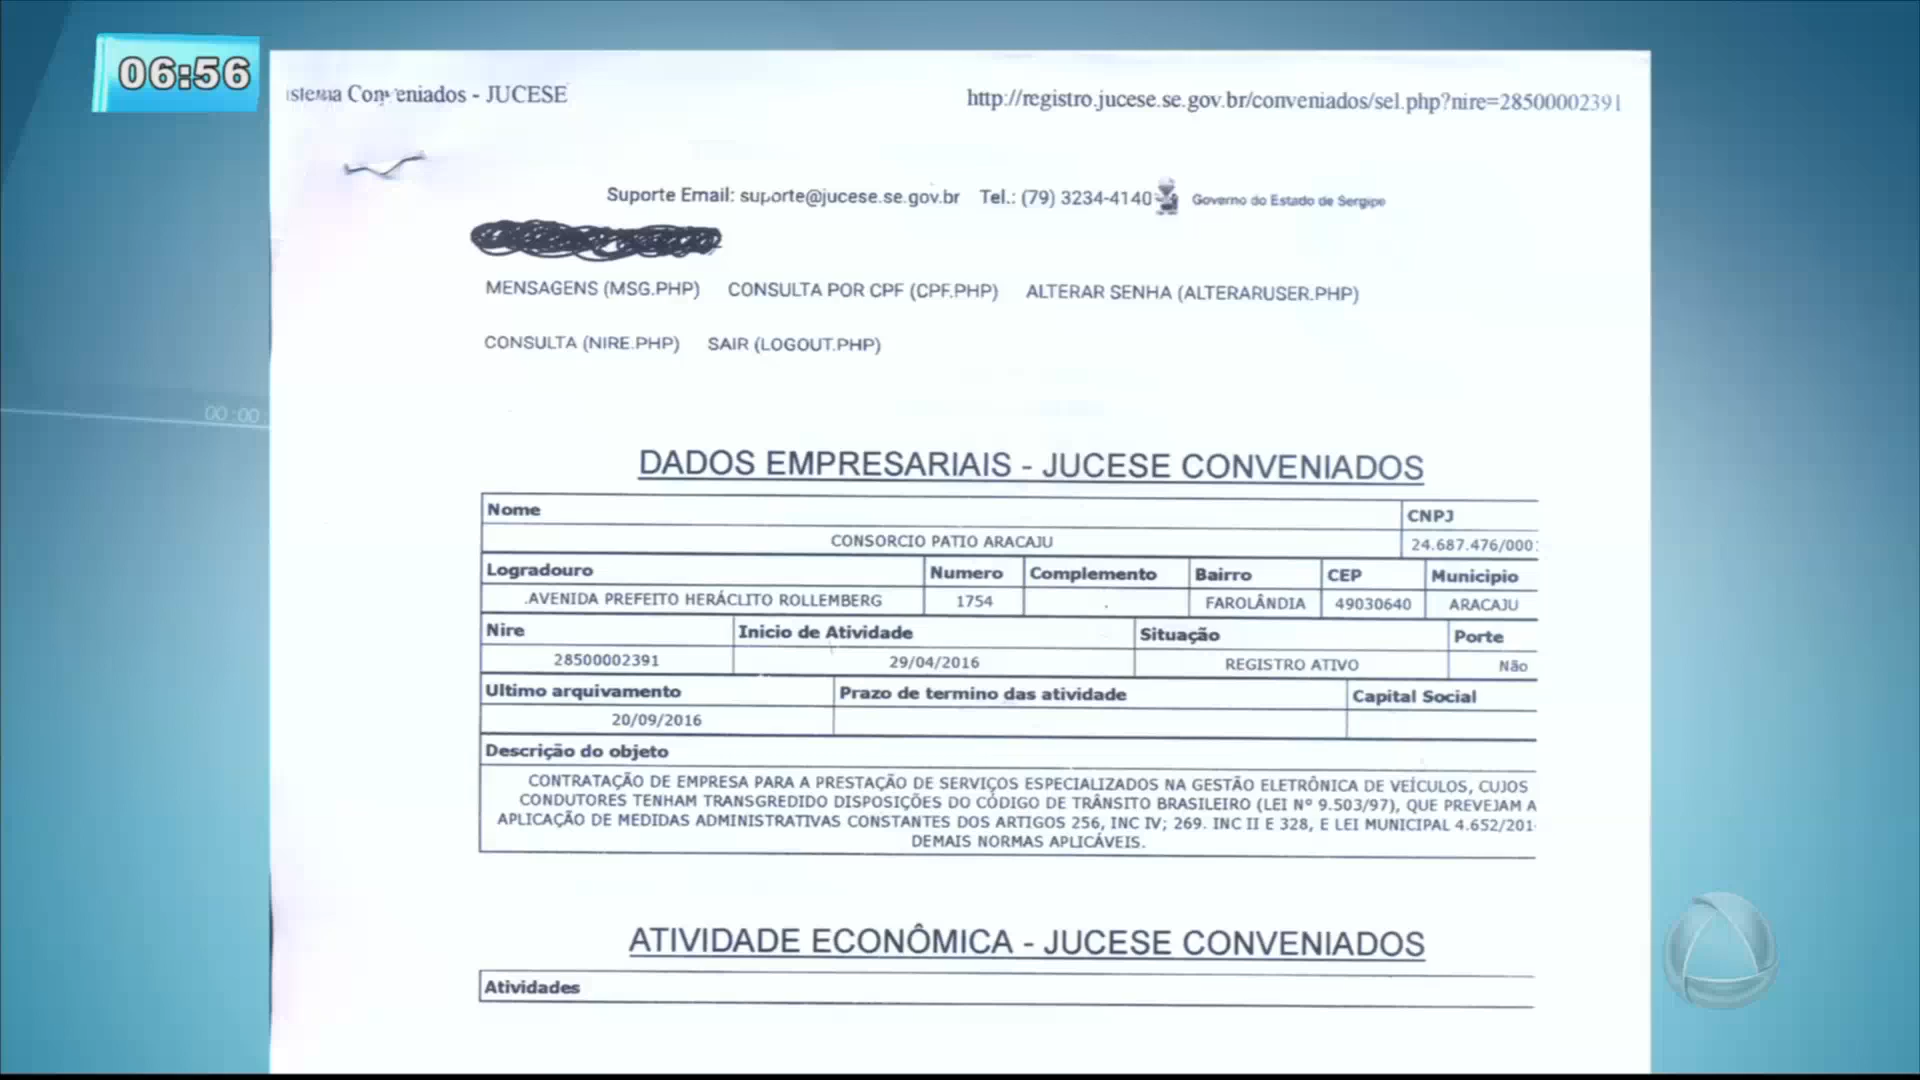 06:56
Conveniados - JUCESE
http://registro.jucese.se.gov.br/conveniados/sel.php?nire=28500002391
Suporte Email: suporte@jucese.se.gov.br Tel.: (79) 3234-4140 Governo do Estado de Sergipe
MENSAGENS (MSG.PHP) CONSULTA POR CPF (CPF.PHP) ALTERAR SENHA (ALTERARUSER.PHP)
CONSULTA (NIRE.PHP) SAIR (LOGOUT.PHP)
00:00
DADOS EMPRESARIAIS - JUCESE CONVENIADOS
Nome CNPJ
CONSORCIO PATIO ARACAJU 24.687.476/000
Logradouro Numero Complemento Bairro CEP Municipio
.AVENIDA PREFEITO HERÁCLITO ROLLEMBERG 1754 . FAROLÂNDIA 49030640 ARACAJU
Nire Inicio de Atividade Situação Porte
28500002391 29/04/2016 REGISTRO ATIVO Não
Ultimo arquivamento Prazo de termino das atividade Capital Social
20/09/2016
Descrição do objeto
CONTRATAÇÃO DE EMPRESA PARA A PRESTAÇÃO DE SERVIÇOS ESPECIALIZADOS NA GESTÃO ELETRÔNICA DE VEÍCULOS, CUJOS
CONDUTORES TENHAM TRANSGREDIDO DISPOSIÇÕES DO CÓDIGO DE TRÂNSITO BRASILEIRO (LEI Nº 9.503/97), QUE PREVEJAM A
APLICAÇÃO DE MEDIDAS ADMINISTRATIVAS CONSTANTES DOS ARTIGOS 256, INC IV; 269. INC II E 328, E LEI MUNICIPAL 4.652/201
DEMAIS NORMAS APLICÁVEIS.
ATIVIDADE ECONÔMICA - JUCESE CONVENIADOS
Atividades